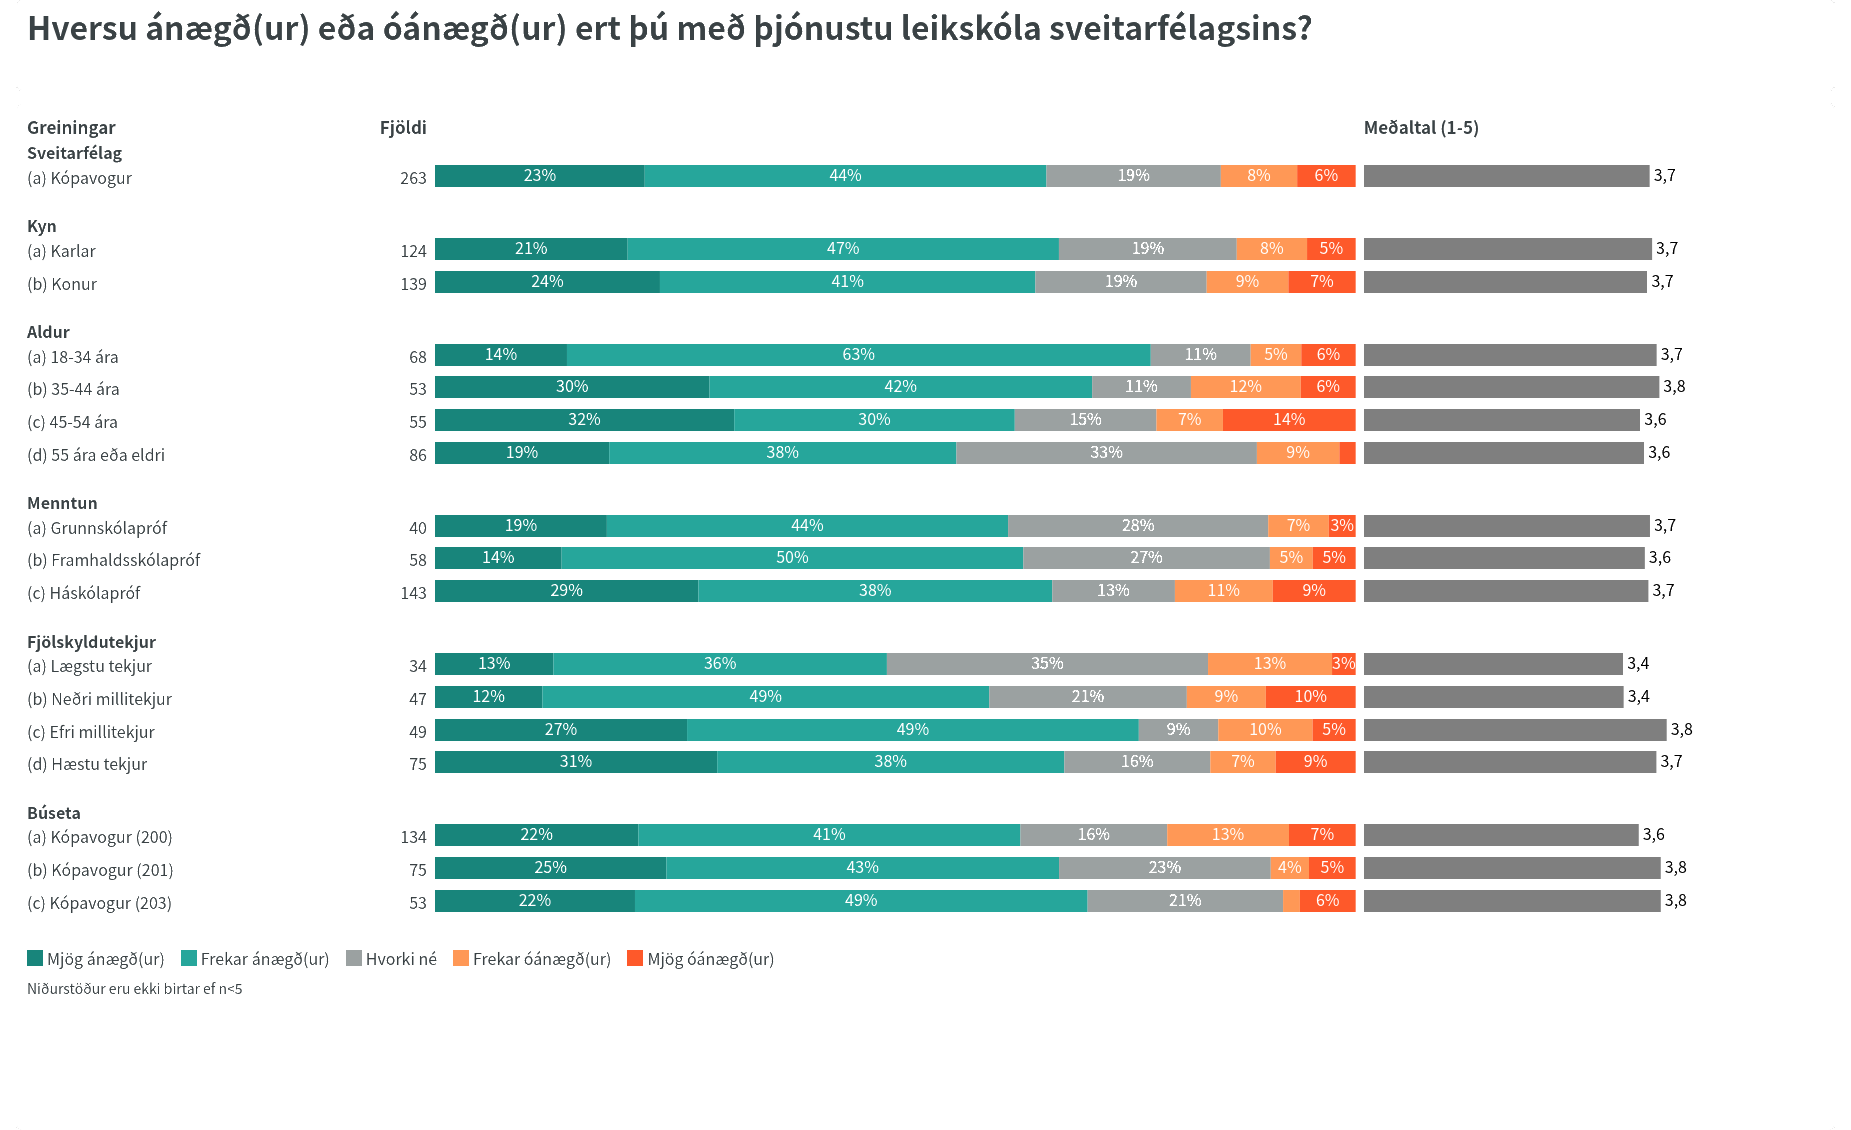 Hversu ánægð(ur) eða óánægð(ur) ert þú með þjónustu leikskóla sveitarfélagsins?
Greiningar Fjöldi Meðaltal (1-5)
Sveitarfélag
(a) Kópavogur 263 23% 44% 19% 8% 6% 3,7
Kyn
(a) Karlar 124 21% 47% 19% 8% 5% 3,7
(b) Konur 139 24% 41% 19% 9% 7% 3,7
Aldur
(a) 18-34 ára 68 14% 63% 11% 5% 6% 3,7
(b) 35-44 ára 53 30% 42% 11% 12% 6% 3,8
(c) 45-54 ára 55 32% 30% 15% 7% 14% 3,6
(d) 55 ára eða eldri 86 19% 38% 33% 9% 3,6
Menntun
(a) Grunnskólapróf 40 19% 44% 28% 7% 3% 3,7
(b) Framhaldsskólapróf 58 14% 50% 27% 5% 5% 3,6
(c) Háskólapróf 143 29% 38% 13% 11% 9% 3,7
Fjölskyldutekjur
(a) Lægstu tekjur 34 13% 36% 35% 13% 3% 3,4
(b) Neðri millitekjur 47 12% 49% 21% 9% 10% 3,4
(c) Efri millitekjur 49 27% 49% 9% 10% 5% 3,8
(d) Hæstu tekjur 75 31% 38% 16% 7% 9% 3,7
Búseta
(a) Kópavogur (200) 134 22% 41% 16% 13% 7% 3,6
(b) Kópavogur (201) 75 25% 43% 23% 4% 5% 3,8
(c) Kópavogur (203) 53 22% 49% 21% 6% 3,8
Mjög ánægð(ur) Frekar ánægð(ur) Hvorki né Frekar óánægð(ur) Mjög óánægð(ur)
Niðurstöður eru ekki birtar ef n<5